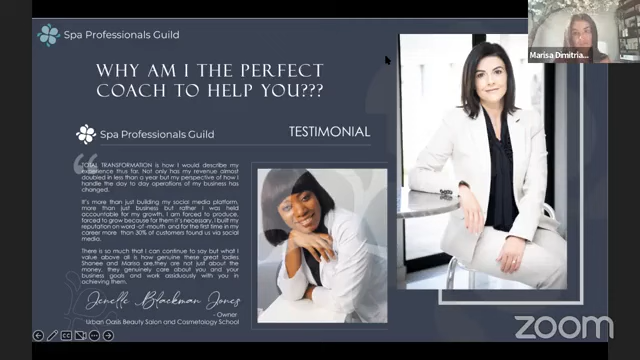 Spa Professionals Guild
Marisa Dimitria...
WHY AM I THE PERFECT
COACH TO HELP YOU???
Spa Professionals Guild
TESTIMONIAL
TOTAL TRANSFORMATION is how I would describe my
experience thus far. Not only has my revenue almost
doubled in less than a year but my perspective of how I
handle the day to day operations of my business has
changed.
It's more than just building my social media platform,
more than just business but rather I was held
accountable for my growth. I am forced to produce,
forced to grow because for them it's necessary. I built my
reputation on word -of- mouth, and for the first time in my
career more than 30% of customers found us via social
media.
There is so much that I can continue to say but what I
value above all is how genuine these great ladies
Shanee and Marisa are,they are not just about the
money, they genuinely care about you and your
business goals and work assiduously with you in
achieving them.
Jenelle Blackman Jones
- Owner
Urban Oasis Beauty Salon and Cosmetology School
CC
zoom